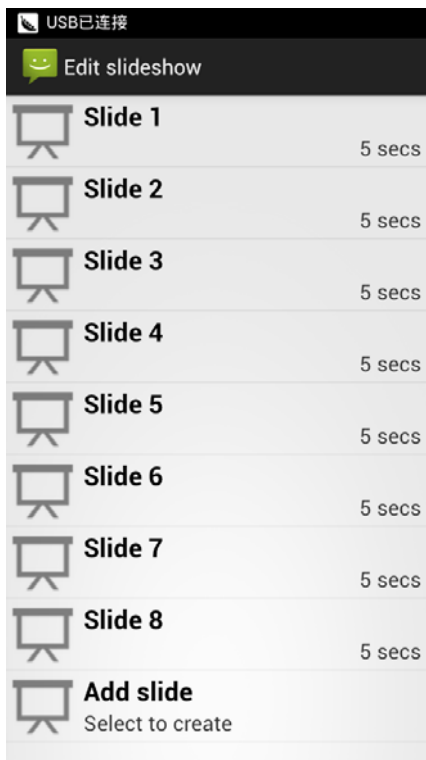 USB已连接
Edit slideshow
Slide 1
5 secs
Slide 2
5 secs
Slide 3
5 secs
Slide 4
5 secs
Slide 5
5 secs
Slide 6
5 secs
Slide 7
5 secs
Slide 8
5 secs
Add slide
Select to create